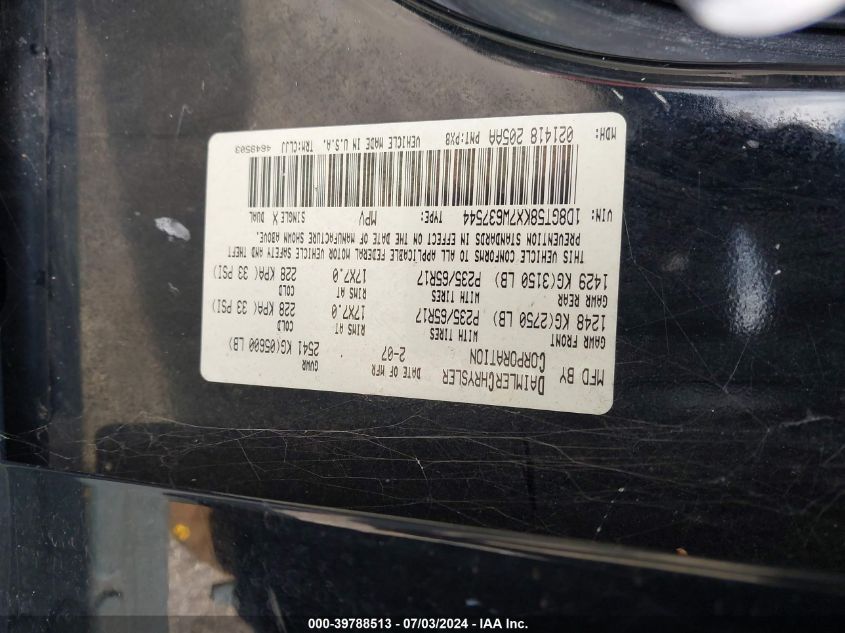 MFD BY DAIMLERCHRYSLER CORPORATION
DATE OF MFR 2-07
GVWR 2541 KG(05600 LB)
GAWR FRONT WITH TIRES RIMS AT COLD
1248 KG(2750 LB) P235/65R17 17X7.0 228 KPA( 33 PSI)
GAWR REAR WITH TIRES RIMS AT COLD
1429 KG(3150 LB) P235/65R17 17X7.0 228 KPA( 33 PSI)
THIS VEHICLE CONFORMS TO ALL APPLICABLE FEDERAL MOTOR VEHICLE SAFETY AND THEFT
PREVENTION STANDARDS IN EFFECT ON THE DATE OF MANUFACTURE SHOWN ABOVE.
VIN: 1D8GT58KX7W637544 TYPE: MPV SINGLE X DUAL
MDH: 021418 205AA PNT:PX8 VEHICLE MADE IN U.S.A. TRM:CLJJ 4648503
000-39788513 - 07/03/2024 - IAAI.com